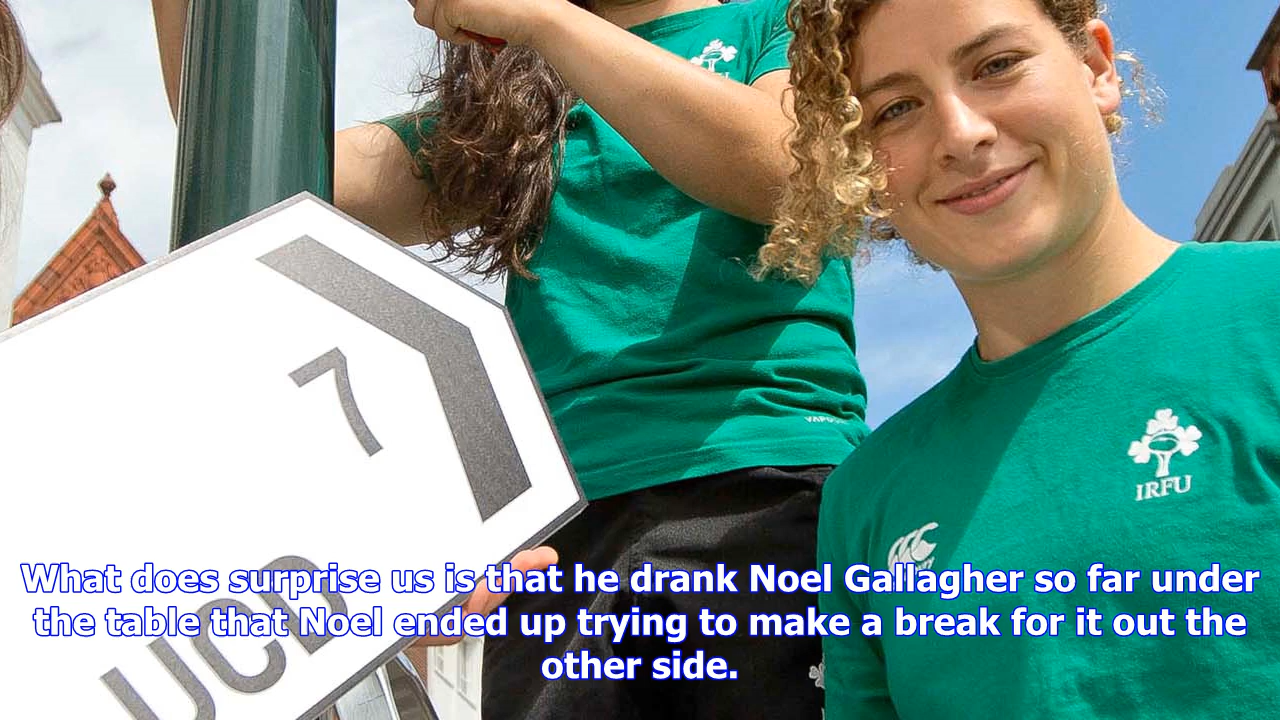 7
UCD
IRFU
What does surprise us is that he drank Noel Gallagher so far under
the table that Noel ended up trying to make a break for it out the
other side.